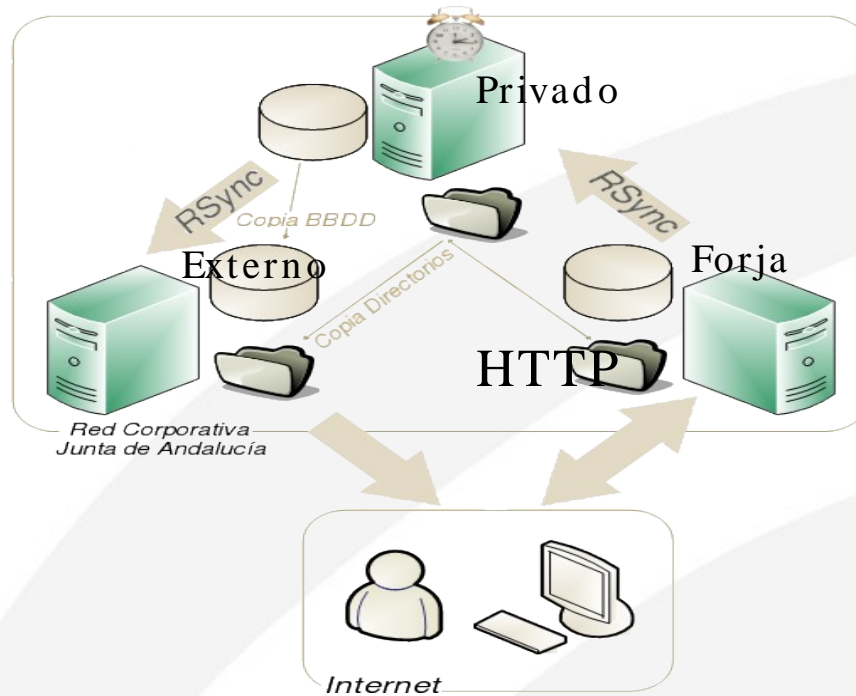 Privado
RSync
RSync
Copia BBDD
Externo
Forja
Copia Directorios
HTTP
Red Corporativa
Junta de Andalucía
Internet